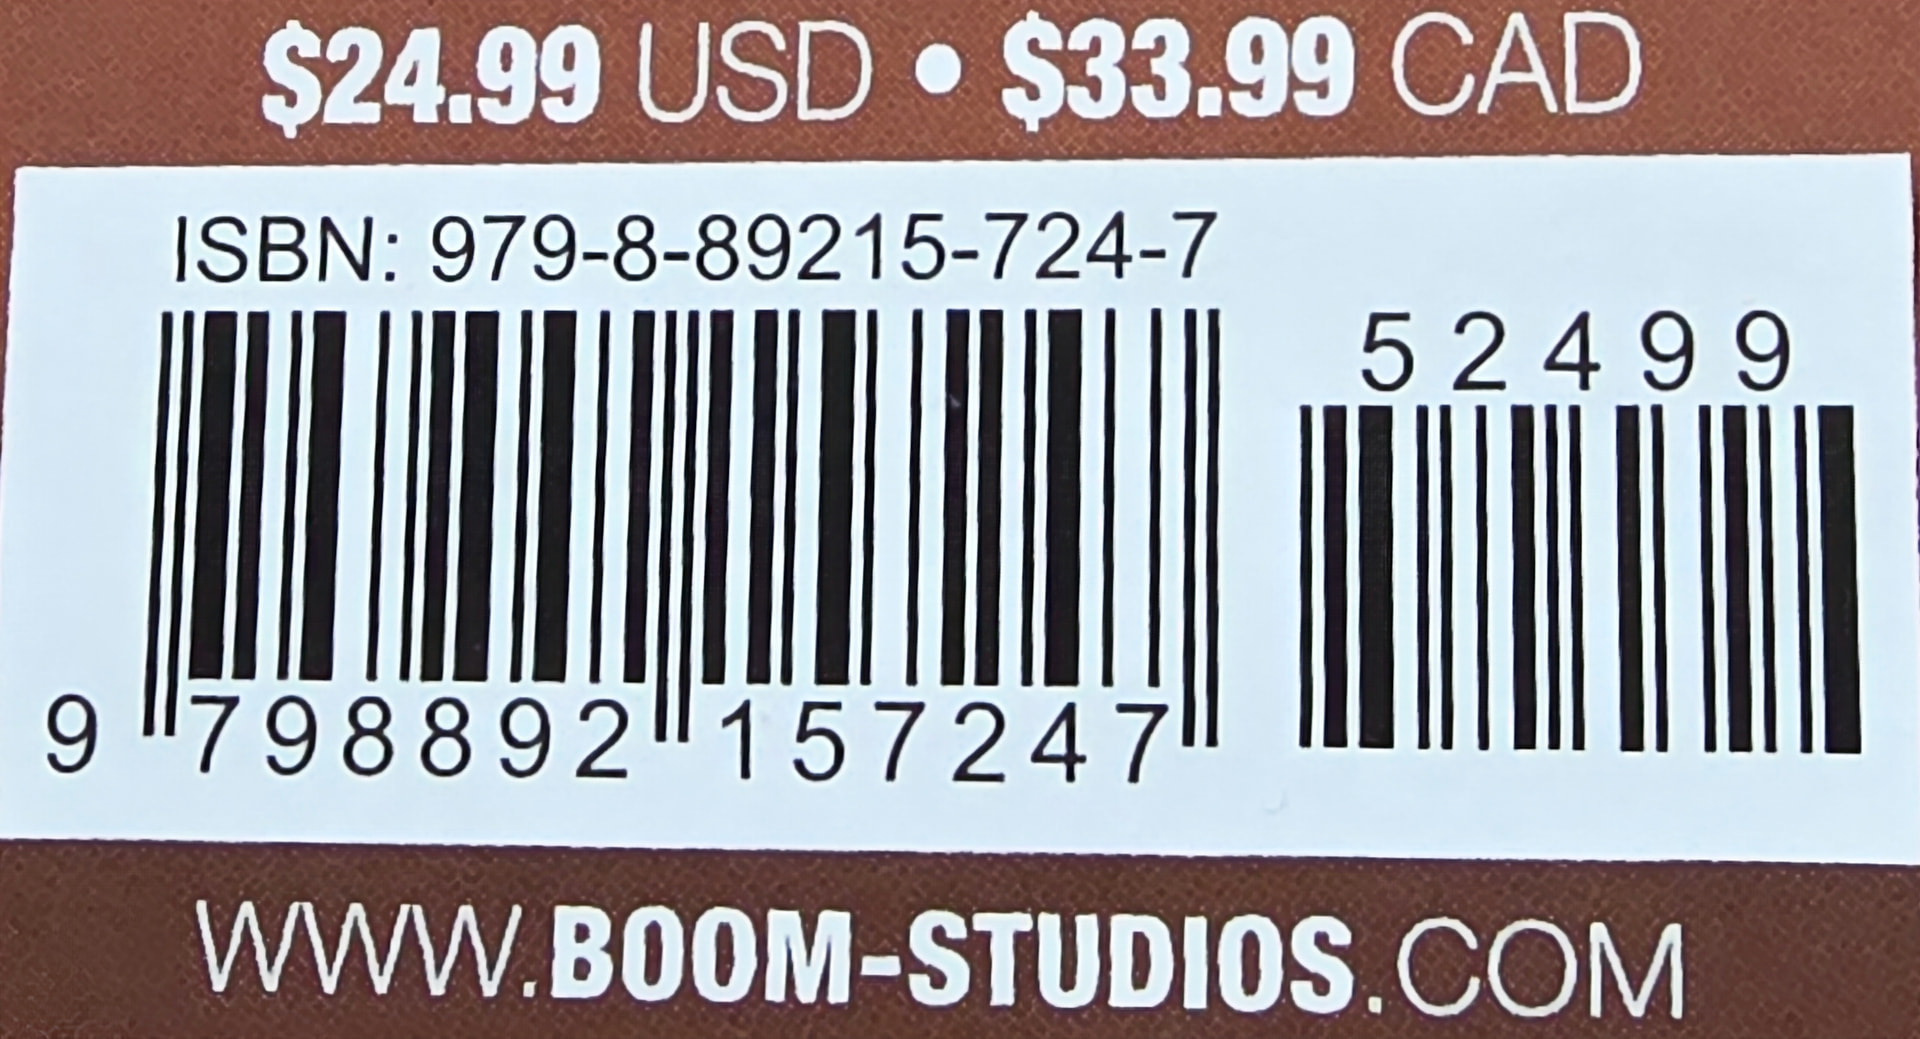 $24.99 USD • $33.99 CAD
ISBN: 979-8-89215-724-7
52499
9 798892 157247
WWW.BOOM-STUDIOS.COM